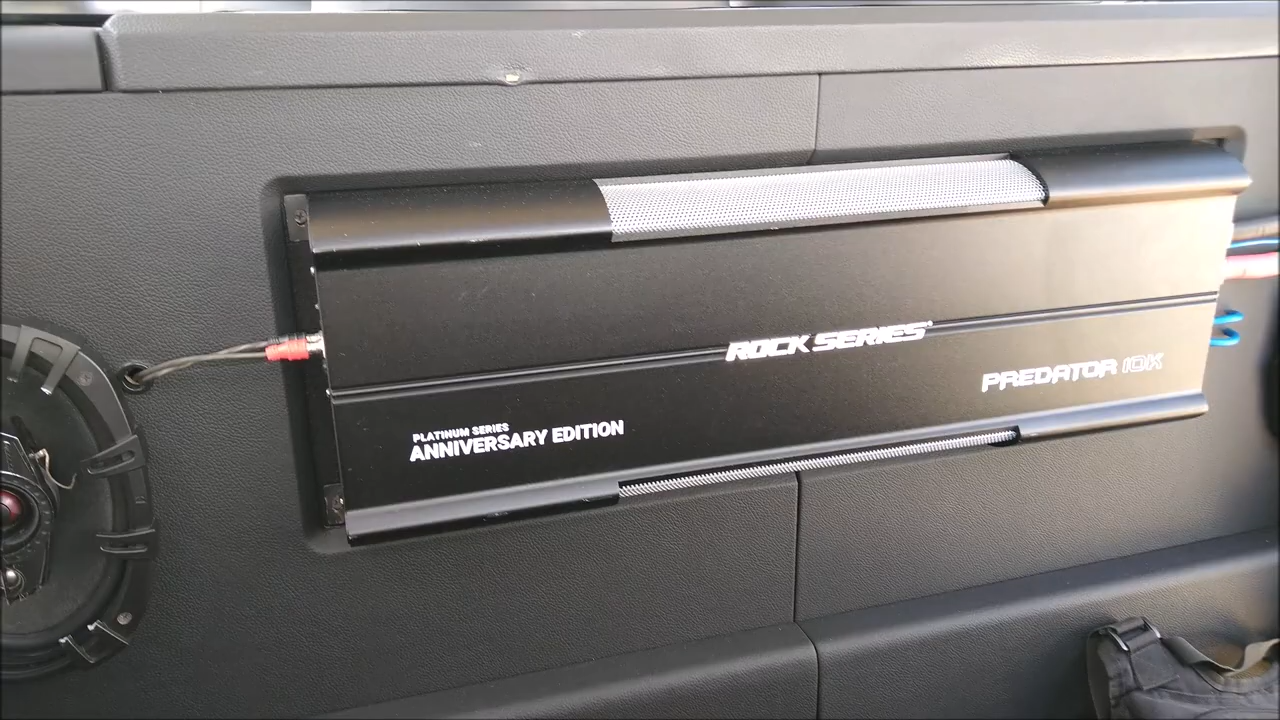 ROCK SERIES
PREDATOR 10K
PLATINUM SERIES
ANNIVERSARY EDITION